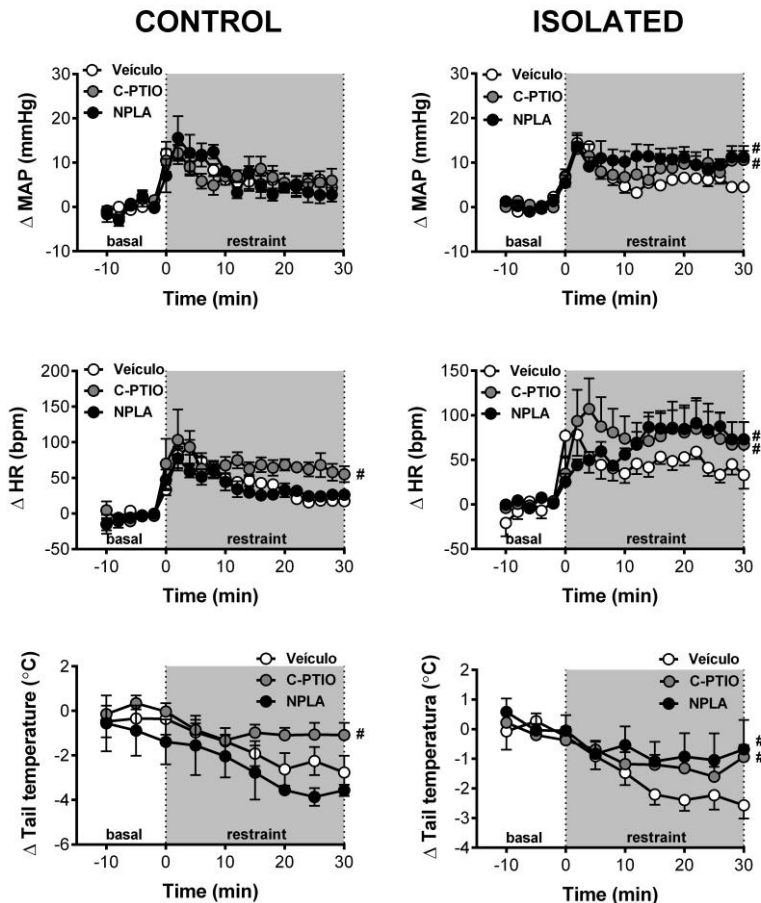 CONTROL
ISOLATED
Veículo
C-PTIO
NPLA
Δ MAP (mmHg)
30
20
10
0
-10
basal
restraint
-10 0 10 20 30
Time (min)
Veículo
C-PTIO
NPLA
Δ MAP (mmHg)
30
20
10
0
-10
#
#
basal
restraint
-10 0 10 20 30
Time (min)
Veículo
C-PTIO
NPLA
Δ HR (bpm)
200
150
100
50
0
-50
#
basal
restraint
-10 0 10 20 30
Time (min)
Veículo
C-PTIO
NPLA
Δ HR (bpm)
150
100
50
0
-50
#
#
basal
restraint
-10 0 10 20 30
Time (min)
Veículo
C-PTIO
NPLA
Δ Tail temperature (°C)
2
0
-2
-4
-6
#
basal
restraint
-10 0 10 20 30
Time (min)
Veículo
C-PTIO
NPLA
Δ Tail temperatura (°C)
2
1
0
-1
-2
-3
-4
#
#
basal
restraint
-10 0 10 20 30
Time (min)